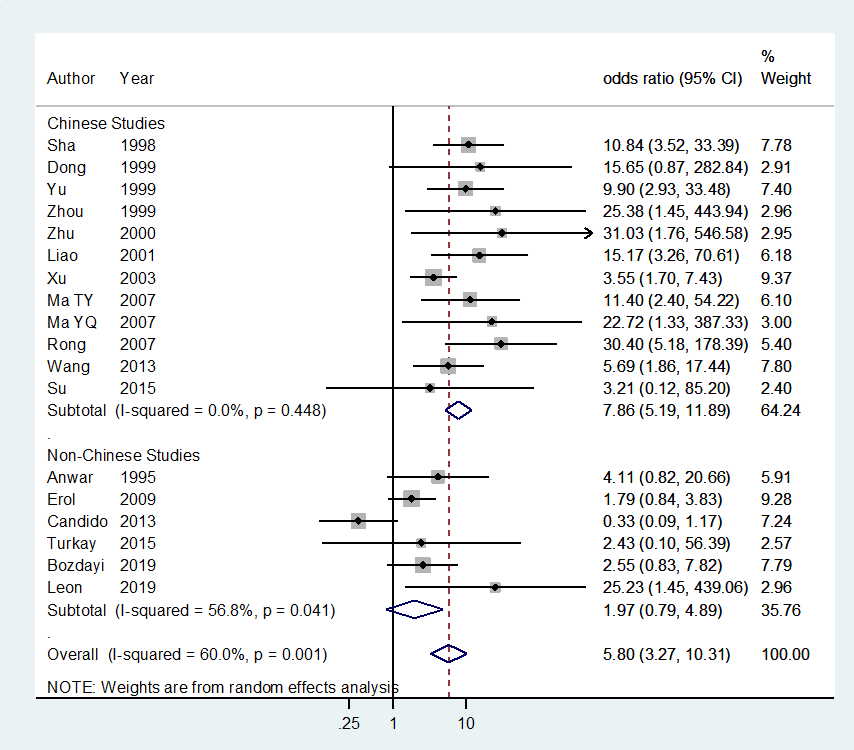 %
Author Year odds ratio (95% CI) Weight
Chinese Studies
Sha 1998 10.84 (3.52, 33.39) 7.78
Dong 1999 15.65 (0.87, 282.84) 2.91
Yu 1999 9.90 (2.93, 33.48) 7.40
Zhou 1999 25.38 (1.45, 443.94) 2.96
Zhu 2000 31.03 (1.76, 546.58) 2.95
Liao 2001 15.17 (3.26, 70.61) 6.18
Xu 2003 3.55 (1.70, 7.43) 9.37
Ma TY 2007 11.40 (2.40, 54.22) 6.10
Ma YQ 2007 22.72 (1.33, 387.33) 3.00
Rong 2007 30.40 (5.18, 178.39) 5.40
Wang 2013 5.69 (1.86, 17.44) 7.80
Su 2015 3.21 (0.12, 85.20) 2.40
Subtotal (I-squared = 0.0%, p = 0.448) 7.86 (5.19, 11.89) 64.24
.
Non-Chinese Studies
Anwar 1995 4.11 (0.82, 20.66) 5.91
Erol 2009 1.79 (0.84, 3.83) 9.28
Candido 2013 0.33 (0.09, 1.17) 7.24
Turkay 2015 2.43 (0.10, 56.39) 2.57
Bozdayi 2019 2.55 (0.83, 7.82) 7.79
Leon 2019 25.23 (1.45, 439.06) 2.96
Subtotal (I-squared = 56.8%, p = 0.041) 1.97 (0.79, 4.89) 35.76
.
Overall (I-squared = 60.0%, p = 0.001) 5.80 (3.27, 10.31) 100.00
NOTE: Weights are from random effects analysis
.25 1 10